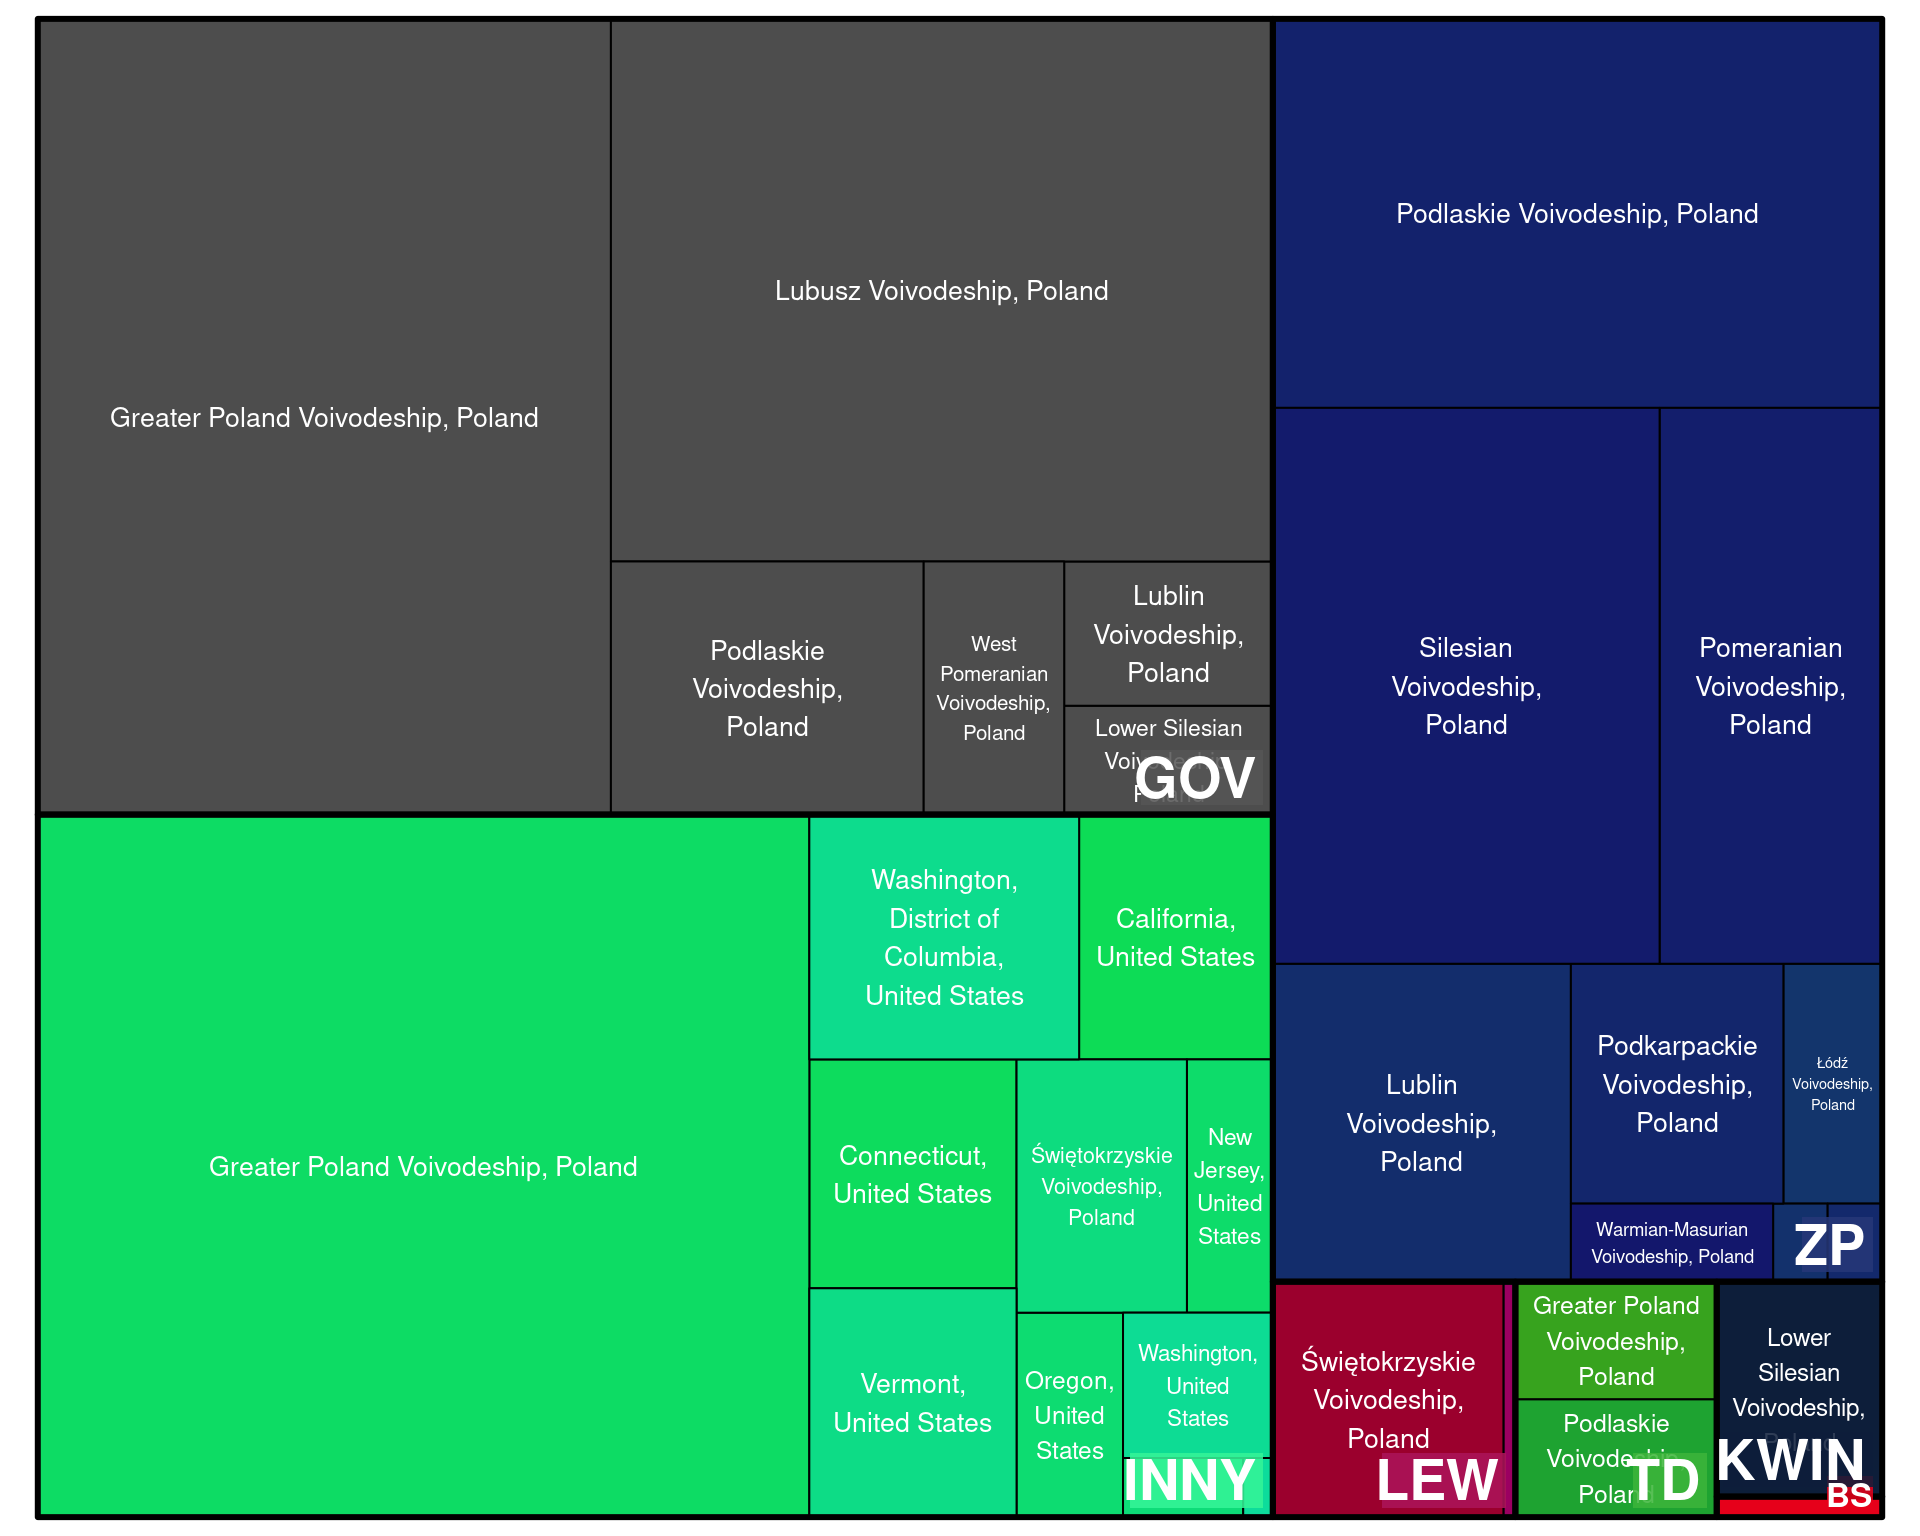 Greater Poland Voivodeship, Poland
Lubusz Voivodeship, Poland
Podlaskie
Voivodeship,
Poland
West
Pomeranian
Voivodeship,
Poland
Lublin
Voivodeship,
Poland
Lower Silesian
Voivodeship,
Poland
GOV
Greater Poland Voivodeship, Poland
Washington,
District of
Columbia,
United States
California,
United States
Connecticut,
United States
Świętokrzyskie
Voivodeship,
Poland
New
Jersey,
United
States
Vermont,
United States
Oregon,
United
States
Washington,
United
States
INNY
Podlaskie Voivodeship, Poland
Silesian
Voivodeship,
Poland
Pomeranian
Voivodeship,
Poland
Lublin
Voivodeship,
Poland
Podkarpackie
Voivodeship,
Poland
Łódź
Voivodeship,
Poland
Warmian-Masurian
Voivodeship, Poland
ZP
Świętokrzyskie
Voivodeship,
Poland
LEW
Greater Poland
Voivodeship,
Poland
Podlaskie
Voivodeship,
Poland
TD
Lower
Silesian
Voivodeship,
Poland
KWIN
BS